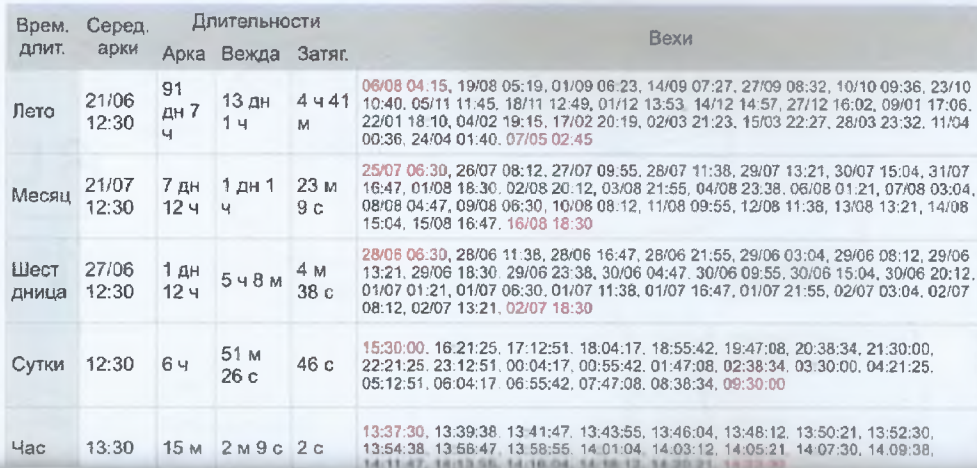 Врем. длит.
Серед. арки
Длительности
Арка Вежда Затяг.
Вехи
Лето
21/06
12:30
91
дн 7
ч
13 дн
1 ч
4 ч 41
м
06/08 04:15, 19/08 05:19, 01/09 06:23, 14/09 07:27, 27/09 08:32, 10/10 09:36, 23/10
10:40, 05/11 11:45, 18/11 12:49, 01/12 13:53, 14/12 14:57, 27/12 16:02, 09/01 17:06,
22/01 18:10, 04/02 19:15, 17/02 20:19, 02/03 21:23, 15/03 22:27, 28/03 23:32, 11/04
00:36, 24/04 01:40, 07/05 02:45
Месяц
21/07
12:30
7 дн
12 ч
1 дн 1
ч
23 м
9 с
25/07 06:30, 26/07 08:12, 27/07 09:55, 28/07 11:38, 29/07 13:21, 30/07 15:04, 31/07
16:47, 01/08 18:30, 02/08 20:12, 03/08 21:55, 04/08 23:38, 06/08 01:21, 07/08 03:04,
08/08 04:47, 09/08 06:30, 10/08 08:12, 11/08 09:55, 12/08 11:38, 13/08 13:21, 14/08
15:04, 15/08 16:47, 16/08 18:30
Шест
дница
27/06
12:30
1 дн
12 ч
5 ч 8 м
4 м
38 с
28/06 06:30, 28/06 11:38, 28/06 16:47, 28/06 21:55, 29/06 03:04, 29/06 08:12, 29/06
13:21, 29/06 18:30, 29/06 23:38, 30/06 04:47, 30/06 09:55, 30/06 15:04, 30/06 20:12,
01/07 01:21, 01/07 06:30, 01/07 11:38, 01/07 16:47, 01/07 21:55, 02/07 03:04, 02/07
08:12, 02/07 13:21, 02/07 18:30
Сутки
12:30
6 ч
51 м
26 с
46 с
15:30:00, 16:21:25, 17:12:51, 18:04:17, 18:55:42, 19:47:08, 20:38:34, 21:30:00,
22:21:25, 23:12:51, 00:04:17, 00:55:42, 01:47:08, 02:38:34, 03:30:00, 04:21:25,
05:12:51, 06:04:17, 06:55:42, 07:47:08, 08:38:34, 09:30:00
Час
13:30
15 м
2 м 9 с
2 с
13:37:30, 13:39:38, 13:41:47, 13:43:55, 13:46:04, 13:48:12, 13:50:21, 13:52:30,
13:54:38, 13:56:47, 13:58:55, 14:01:04, 14:03:12, 14:05:21, 14:07:30, 14:09:38,